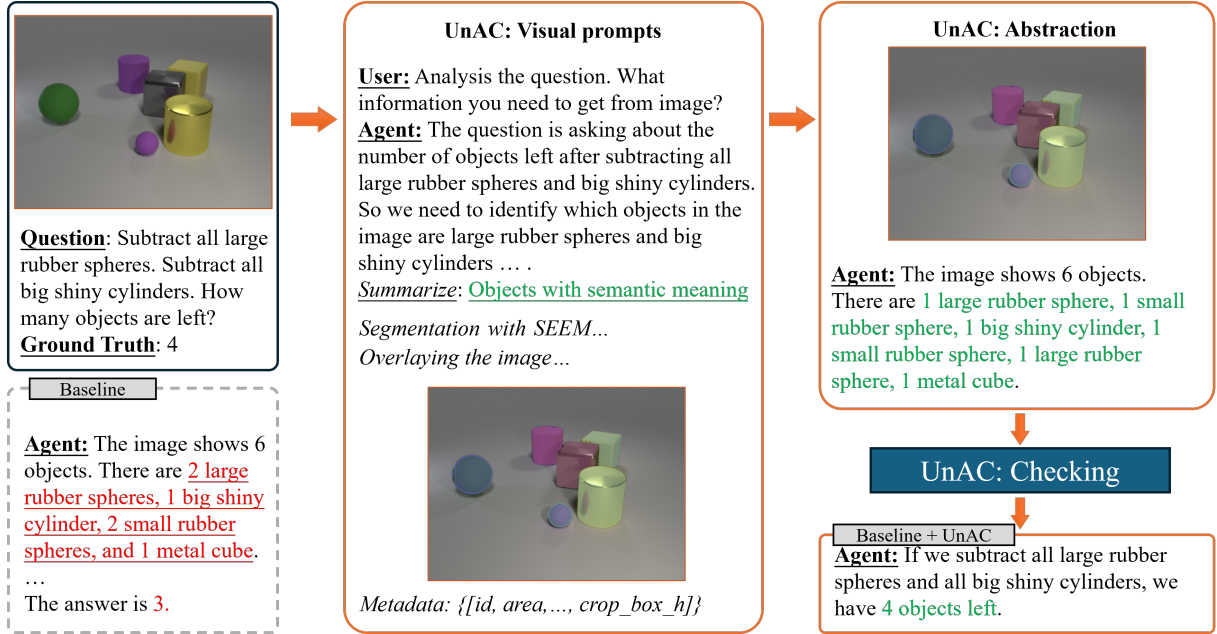 Question: Subtract all large
rubber spheres. Subtract all
big shiny cylinders. How
many objects are left?
Ground Truth: 4
Baseline
Agent: The image shows 6
objects. There are 2 large
rubber spheres, 1 big shiny
cylinder, 2 small rubber
spheres, and 1 metal cube.
…
The answer is 3.
UnAC: Visual prompts
User: Analysis the question. What
information you need to get from image?
Agent: The question is asking about the
number of objects left after subtracting all
large rubber spheres and big shiny cylinders.
So we need to identify which objects in the
image are large rubber spheres and big
shiny cylinders … .
Summarize: Objects with semantic meaning
Segmentation with SEEM…
Overlaying the image…
Metadata: {[id, area,…, crop_box_h]}
UnAC: Abstraction
Agent: The image shows 6 objects.
There are 1 large rubber sphere, 1 small
rubber sphere, 1 big shiny cylinder, 1
small rubber sphere, 1 large rubber
sphere, 1 metal cube.
UnAC: Checking
Baseline + UnAC
Agent: If we subtract all large rubber
spheres and all big shiny cylinders, we
have 4 objects left.